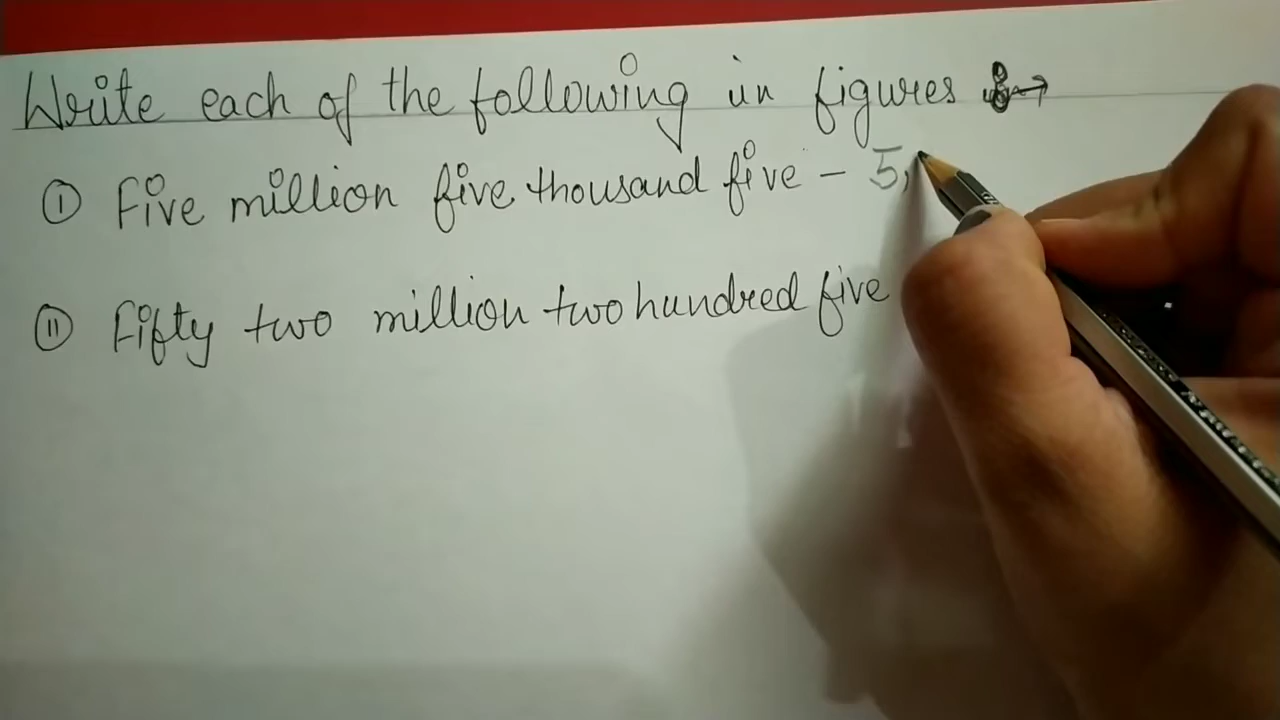 Write each of the following in figures :→
① Five million five thousand five - 5,
⑪ Fifty two million two hundred five